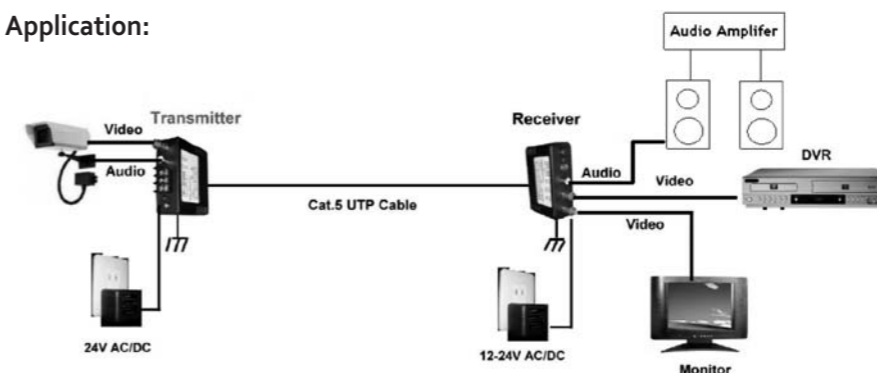 Application:
Audio Amplifer
Transmitter
Video
Audio
Receiver
Audio
Video
DVR
Cat.5 UTP Cable
Video
24V AC/DC
12-24V AC/DC
Monitor